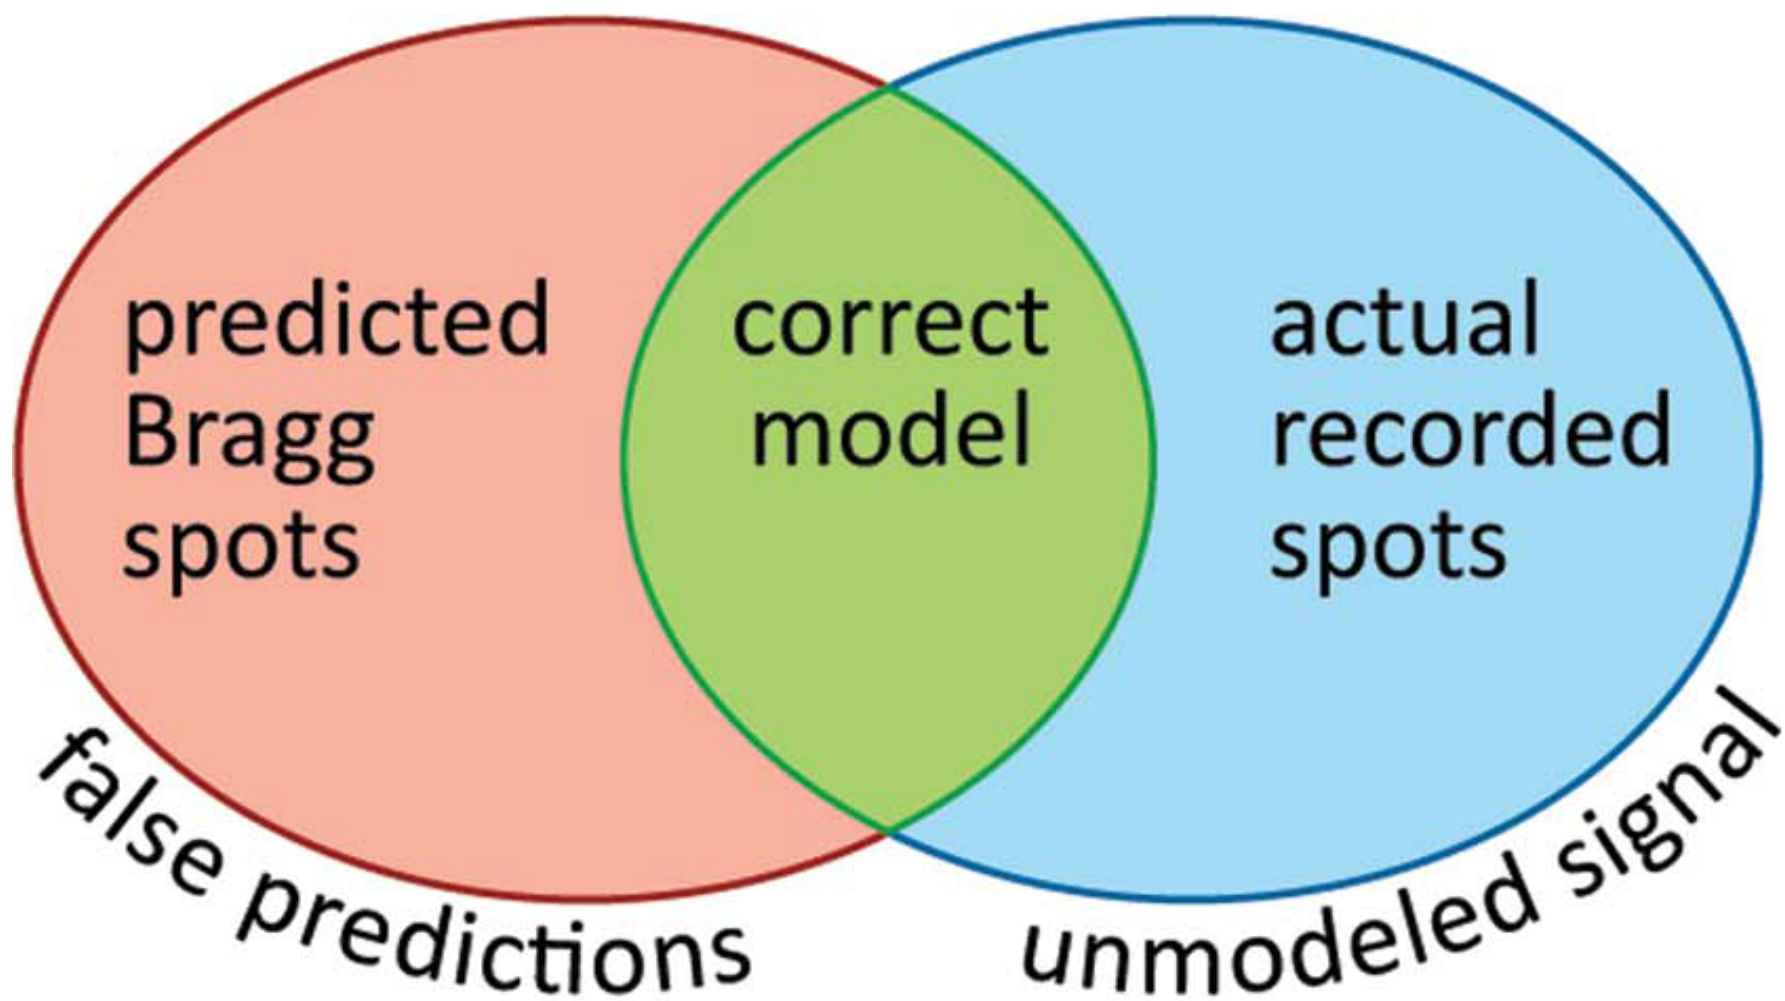 predicted
Bragg
spots
correct
model
actual
recorded
spots
false predictions
unmodeled signal